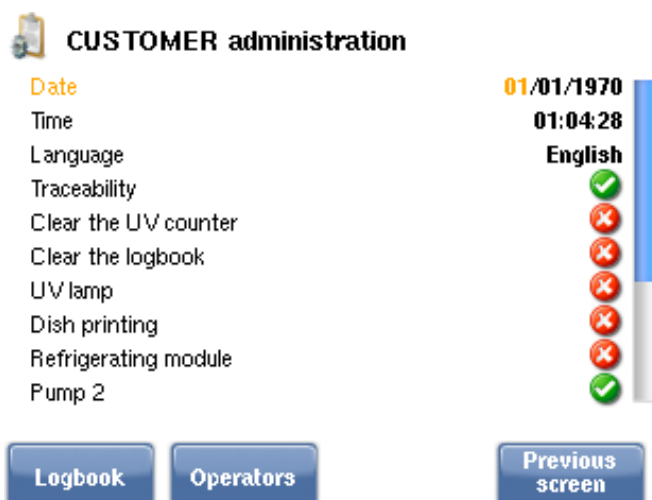 CUSTOMER administration
Date 01/01/1970
Time 01:04:28
Language English
Traceability
Clear the UV counter
Clear the logbook
UV lamp
Dish printing
Refrigerating module
Pump 2
Logbook Operators Previous screen